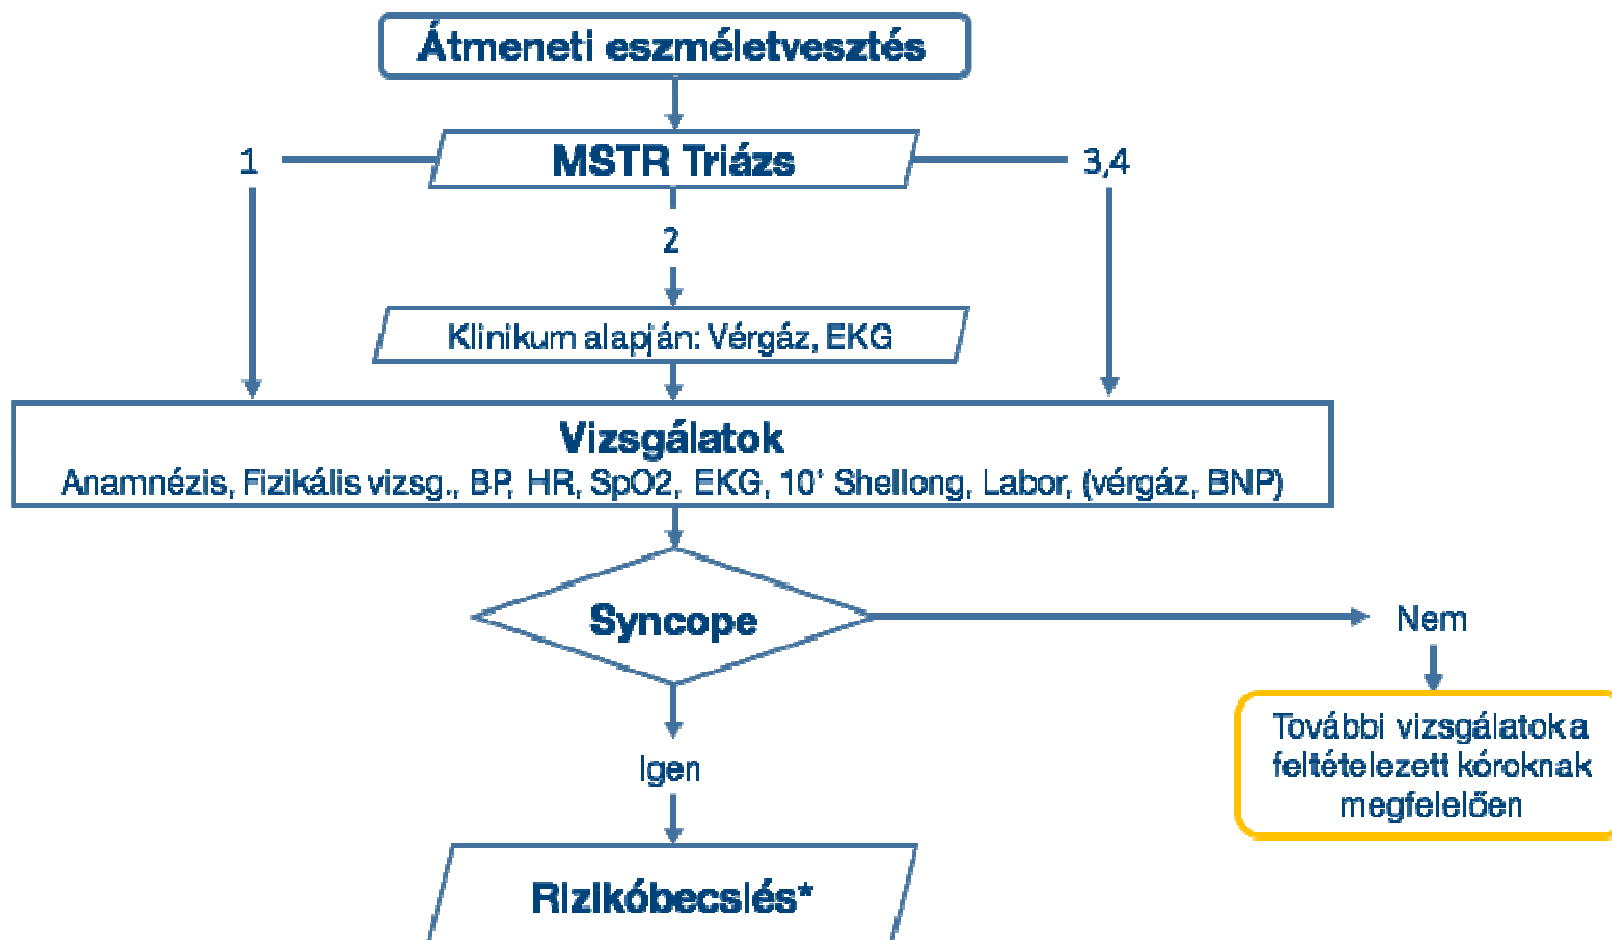 Átmeneti eszméletvesztés
MSTR Triázs
1
3,4
2
Klinikum alapján: Vérgáz, EKG
Vizsgálatok
Anamnézis, Fizikális vizsg., BP, HR, SpO2, EKG, 10' Shellong, Labor, (vérgáz, BNP)
Syncope
Nem
Igen
További vizsgálatok a
feltételezett kóroknak
megfelelően
Rizikóbecslés*